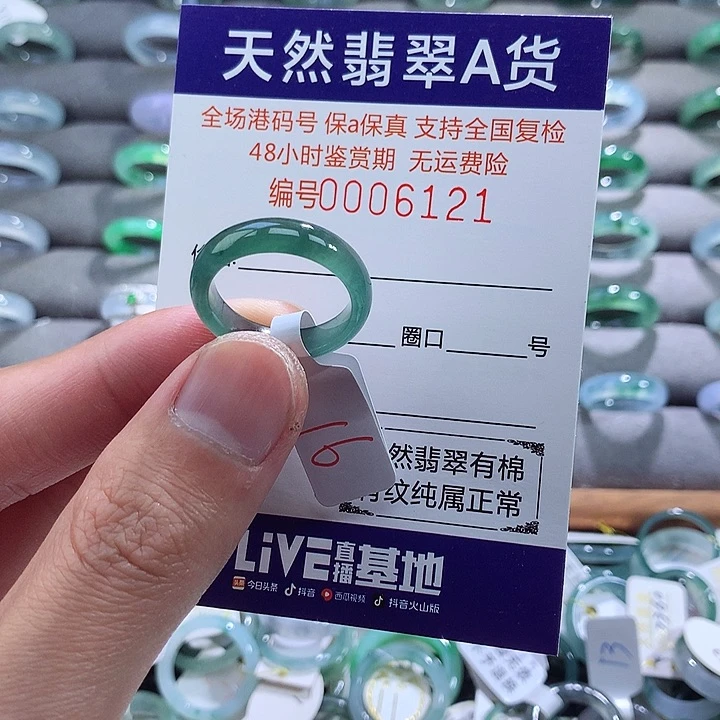 天然翡翠A货
全场港码号 保a保真 支持全国复检
48小时鉴赏期 无运费险
编号0006121
圈口 号
然翡翠有棉
有纹纯属正常
LiVE直播基地
头条 今日头条 抖音 西瓜视频 抖音火山版
13